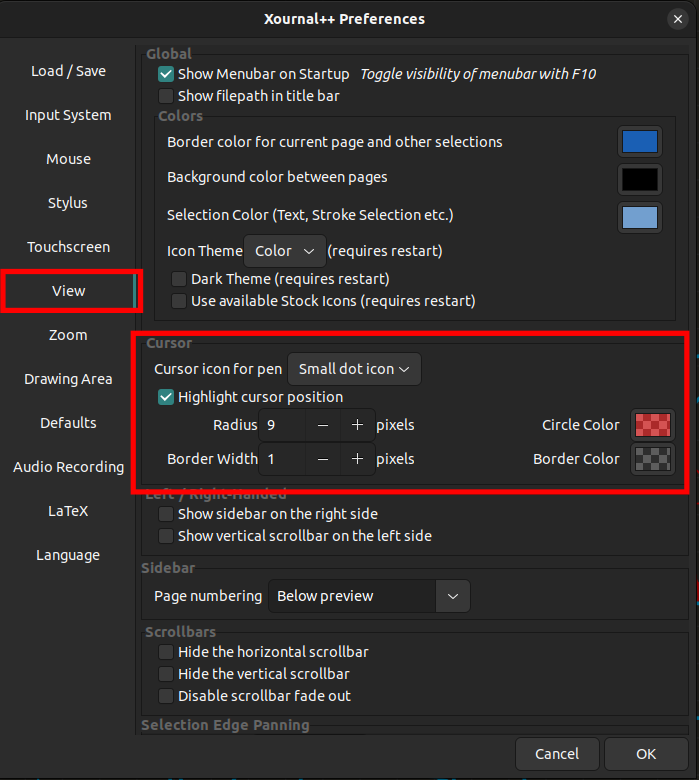 Xournal++ Preferences
Load / Save
Input System
Mouse
Stylus
Touchscreen
View
Zoom
Drawing Area
Defaults
Audio Recording
LaTeX
Language
Global
Show Menubar on Startup Toggle visibility of menubar with F10
Show filepath in title bar
Colors
Border color for current page and other selections
Background color between pages
Selection Color (Text, Stroke Selection etc.)
Icon Theme Color (requires restart)
Dark Theme (requires restart)
Use available Stock Icons (requires restart)
Cursor
Cursor icon for pen Small dot icon
Highlight cursor position
Radius 9 − + pixels Circle Color
Border Width 1 − + pixels Border Color
Left / Right-Handed
Show sidebar on the right side
Show vertical scrollbar on the left side
Sidebar
Page numbering Below preview
Scrollbars
Hide the horizontal scrollbar
Hide the vertical scrollbar
Disable scrollbar fade out
Selection Edge Panning
Cancel OK